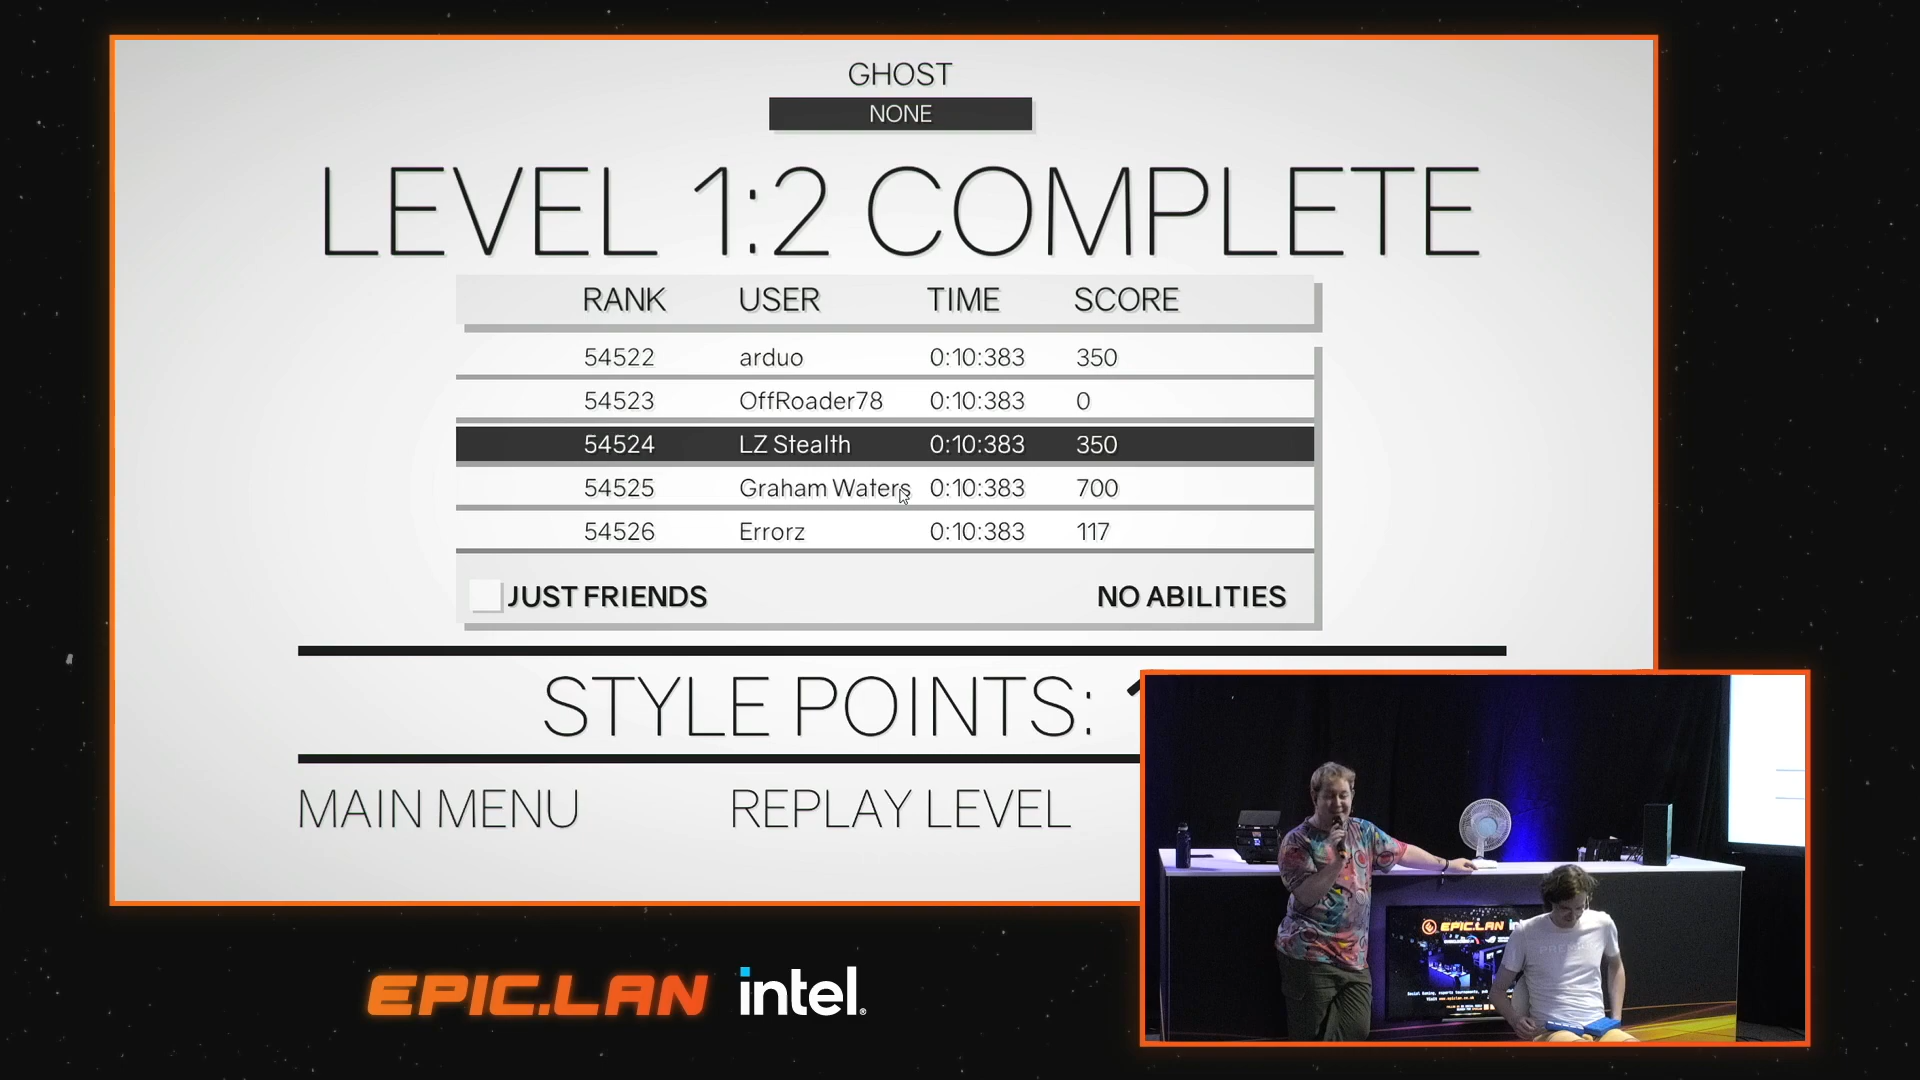 GHOST
NONE
LEVEL 1:2 COMPLETE
RANK USER TIME SCORE
54522 arduo 0:10:383 350
54523 OffRoader78 0:10:383 0
54524 LZ Stealth 0:10:383 350
54525 Graham Waters 0:10:383 700
54526 Errorz 0:10:383 117
JUST FRIENDS NO ABILITIES
STYLE POINTS:
MAIN MENU REPLAY LEVEL
EPIC.LAN intel
EPIC.LAN